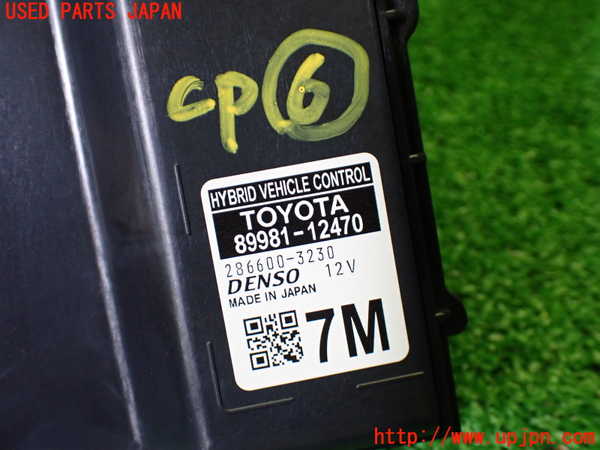 USED PARTS JAPAN
CP⑥
HYBRID VEHICLE CONTROL
TOYOTA
89981-12470
286600-3230
DENSO 12V
MADE IN JAPAN
7M
http://www.upjpn.com/